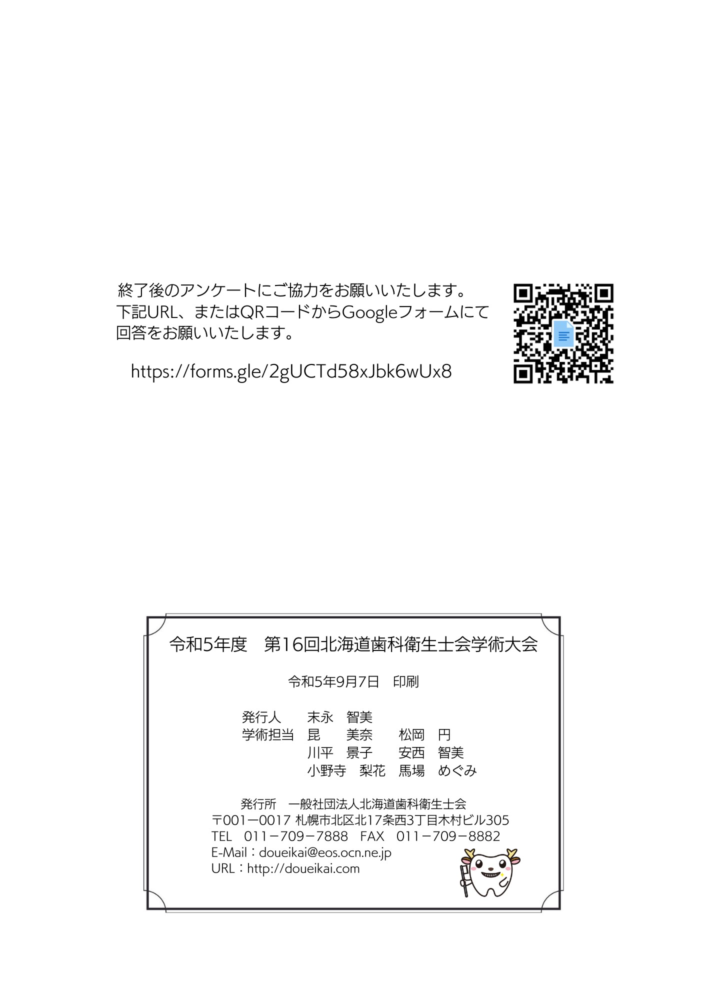 終了後のアンケートにご協力をお願いいたします。
下記URL、またはQRコードからGoogleフォームにて
回答をお願いいたします。
https://forms.gle/2gUCTd58xJbk6wUx8
令和5年度　第16回北海道歯科衛生士会学術大会
令和5年9月7日　印刷
発行人　　末永　智美
学術担当　昆　　美奈　　松岡　円
川平　景子　　安西　智美
小野寺　梨花　馬場　めぐみ
発行所　一般社団法人北海道歯科衛生士会
〒001－0017 札幌市北区北17条西3丁目木村ビル305
TEL　011－709－7888　FAX　011－709－8882
E-Mail：doueikai@eos.ocn.ne.jp
URL：http://doueikai.com